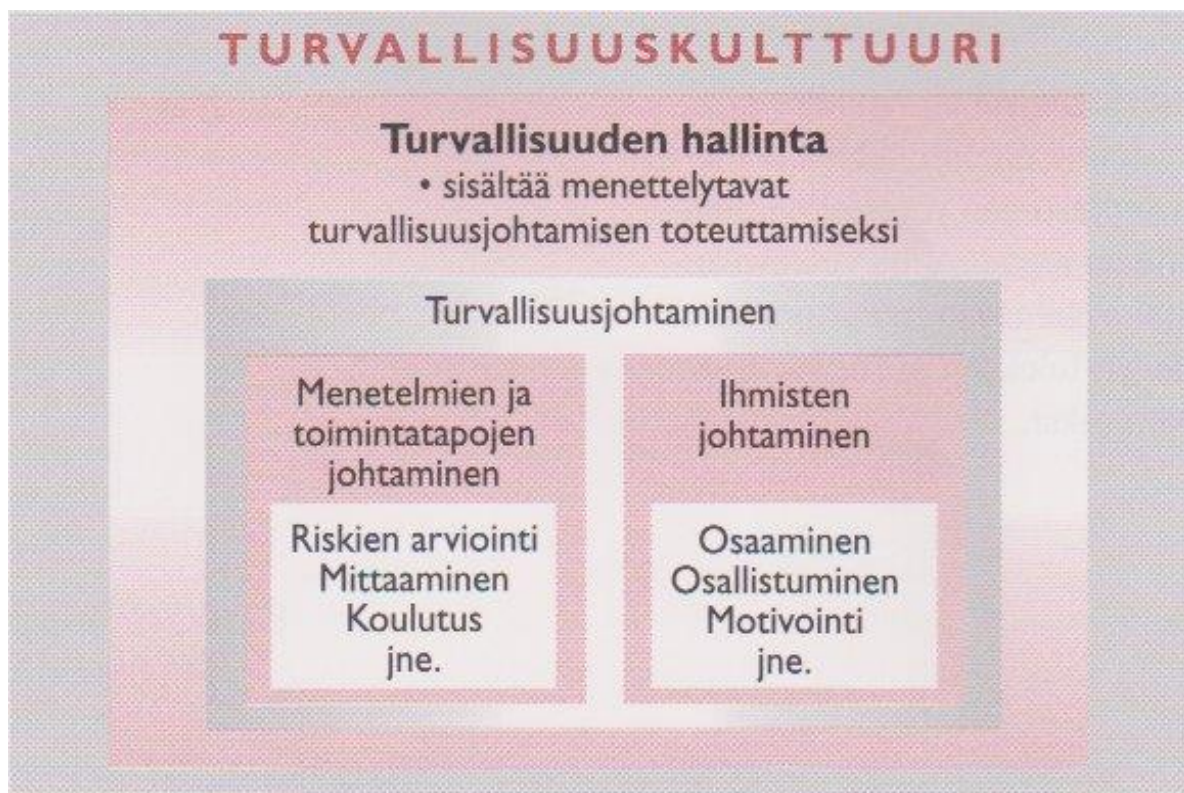 TURVALLISUUSKULTTUURI
Turvallisuuden hallinta
• sisältää menettelytavat
turvallisuusjohtamisen toteuttamiseksi
Turvallisuusjohtaminen
Menetelmien ja
toimintatapojen
johtaminen
Riskien arviointi
Mittaaminen
Koulutus
jne.
Ihmisten
johtaminen
Osaaminen
Osallistuminen
Motivointi
jne.